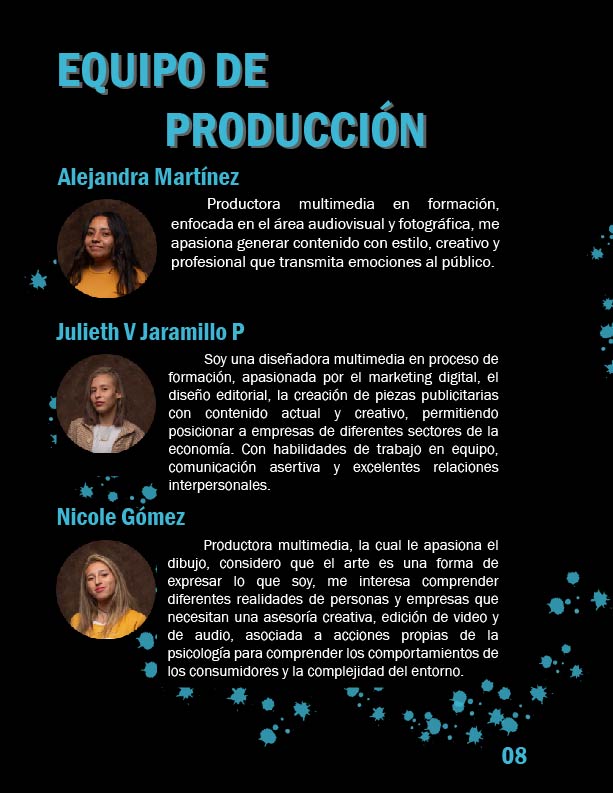 EQUIPO DE
PRODUCCIÓN
Alejandra Martínez
Productora multimedia en formación,
enfocada en el área audiovisual y fotográfica, me
apasiona generar contenido con estilo, creativo y
profesional que transmita emociones al público.
Julieth V Jaramillo P
Soy una diseñadora multimedia en proceso de
formación, apasionada por el marketing digital, el
diseño editorial, la creación de piezas publicitarias
con contenido actual y creativo, permitiendo
posicionar a empresas de diferentes sectores de la
economía. Con habilidades de trabajo en equipo,
comunicación asertiva y excelentes relaciones
interpersonales.
Nicole Gómez
Productora multimedia, la cual le apasiona el
dibujo, considero que el arte es una forma de
expresar lo que soy, me interesa comprender
diferentes realidades de personas y empresas que
necesitan una asesoría creativa, edición de video y
de audio, asociada a acciones propias de la
psicología para comprender los comportamientos de
los consumidores y la complejidad del entorno.
08